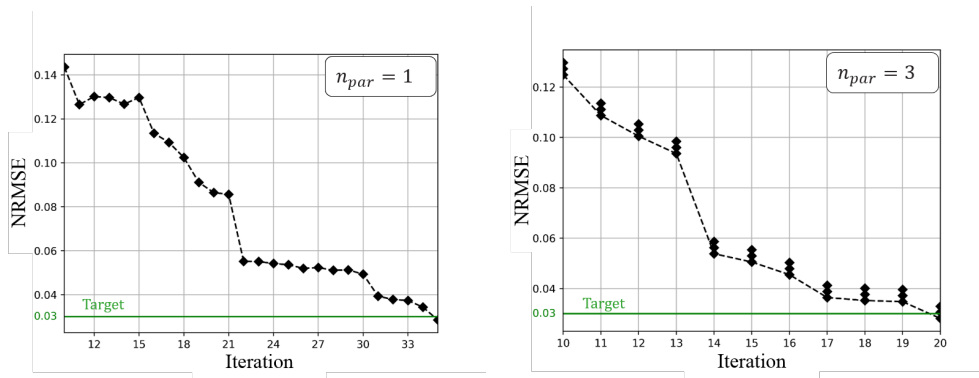 n_par = 1
0.14
0.12
0.10
0.08
0.06
0.04
0.03
NRMSE
Target
12 15 18 21 24 27 30 33
Iteration
n_par = 3
0.12
0.10
0.08
0.06
0.04
0.03
NRMSE
Target
10 11 12 13 14 15 16 17 18 19 20
Iteration